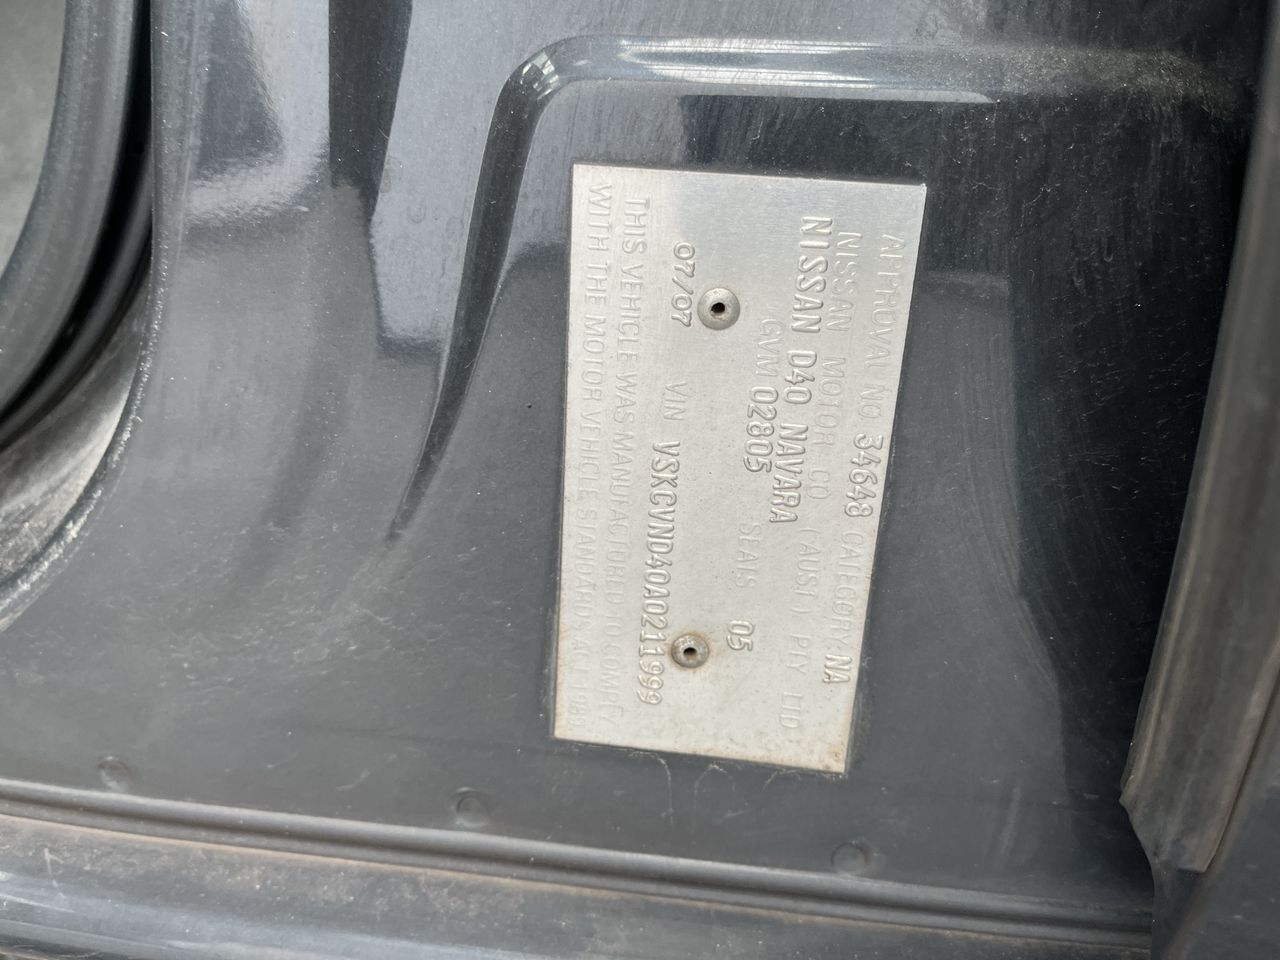 APPROVAL NO 34648 CATEGORY NA
NISSAN MOTOR CO (AUST) PTY LTD
NISSAN D40 NAVARA
GVM 02805 SEATS 05
07/07 VIN VSKCVND40A0211999
THIS VEHICLE WAS MANUFACTURED TO COMPLY
WITH THE MOTOR VEHICLE STANDARDS ACT 1989